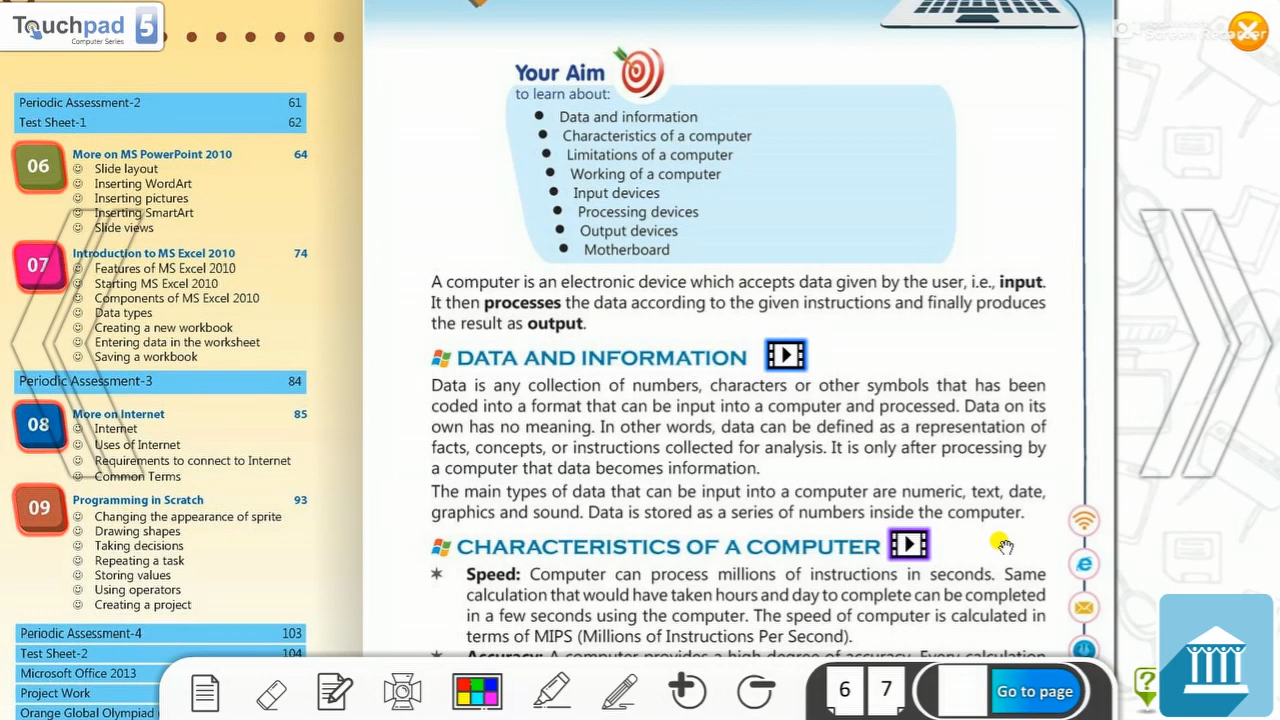 Touchpad 5
Computer Series
Periodic Assessment-2 61
Test Sheet-1 62
06 More on MS PowerPoint 2010 64
Slide layout
Inserting WordArt
Inserting pictures
Inserting SmartArt
Slide views
07 Introduction to MS Excel 2010 74
Features of MS Excel 2010
Starting MS Excel 2010
Components of MS Excel 2010
Data types
Creating a new workbook
Entering data in the worksheet
Saving a workbook
Periodic Assessment-3 84
08 More on Internet 85
Internet
Uses of Internet
Requirements to connect to Internet
Common Terms
09 Programming in Scratch 93
Changing the appearance of sprite
Drawing shapes
Taking decisions
Repeating a task
Storing values
Using operators
Creating a project
Periodic Assessment-4 103
Test Sheet-2 104
Microsoft Office 2013
Project Work
Orange Global Olympiad
Your Aim
to learn about:
Data and information
Characteristics of a computer
Limitations of a computer
Working of a computer
Input devices
Processing devices
Output devices
Motherboard
A computer is an electronic device which accepts data given by the user, i.e., input.
It then processes the data according to the given instructions and finally produces
the result as output.
DATA AND INFORMATION
Data is any collection of numbers, characters or other symbols that has been
coded into a format that can be input into a computer and processed. Data on its
own has no meaning. In other words, data can be defined as a representation of
facts, concepts, or instructions collected for analysis. It is only after processing by
a computer that data becomes information.
The main types of data that can be input into a computer are numeric, text, date,
graphics and sound. Data is stored as a series of numbers inside the computer.
CHARACTERISTICS OF A COMPUTER
Speed: Computer can process millions of instructions in seconds. Same
calculation that would have taken hours and day to complete can be completed
in a few seconds using the computer. The speed of computer is calculated in
terms of MIPS (Millions of Instructions Per Second).
Accuracy: A computer provides a high degree of accuracy. Every calculation
Screen Recorder
6 7 Go to page